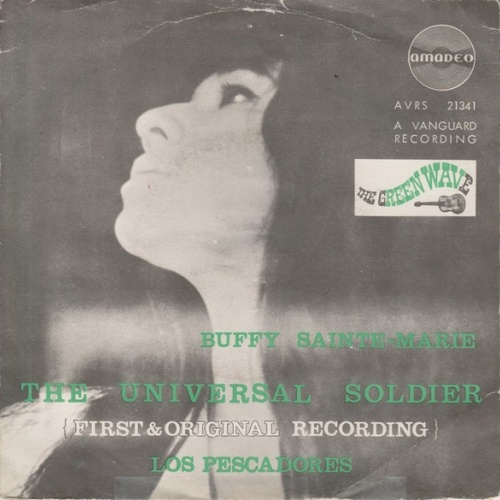 amadeo
AVRS 21341
A VANGUARD
RECORDING
THE GREEN WAVE
BUFFY SAINTE-MARIE
THE UNIVERSAL SOLDIER
{FIRST & ORIGINAL RECORDING}
LOS PESCADORES